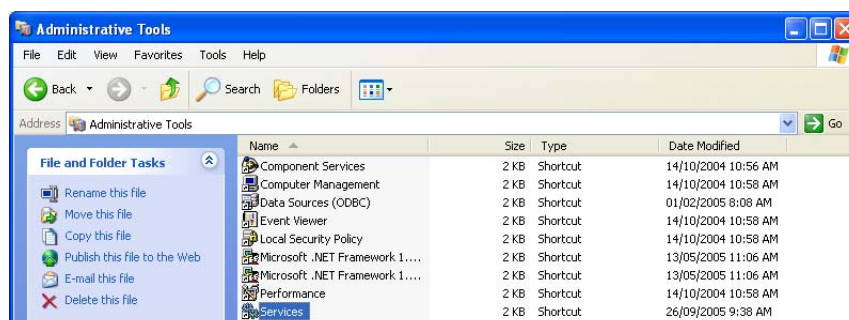 Administrative Tools
File Edit View Favorites Tools Help
Back Search Folders
Address Administrative Tools Go
Name Size Type Date Modified
File and Folder Tasks
Rename this file
Move this file
Copy this file
Publish this file to the Web
E-mail this file
Delete this file
Component Services 2 KB Shortcut 14/10/2004 10:56 AM
Computer Management 2 KB Shortcut 14/10/2004 10:58 AM
Data Sources (ODBC) 2 KB Shortcut 01/02/2005 8:08 AM
Event Viewer 2 KB Shortcut 14/10/2004 10:58 AM
Local Security Policy 2 KB Shortcut 14/10/2004 10:58 AM
Microsoft .NET Framework 1.... 2 KB Shortcut 13/05/2005 11:06 AM
Microsoft .NET Framework 1.... 2 KB Shortcut 13/05/2005 11:06 AM
Performance 2 KB Shortcut 14/10/2004 10:58 AM
Services 2 KB Shortcut 26/09/2005 9:38 AM